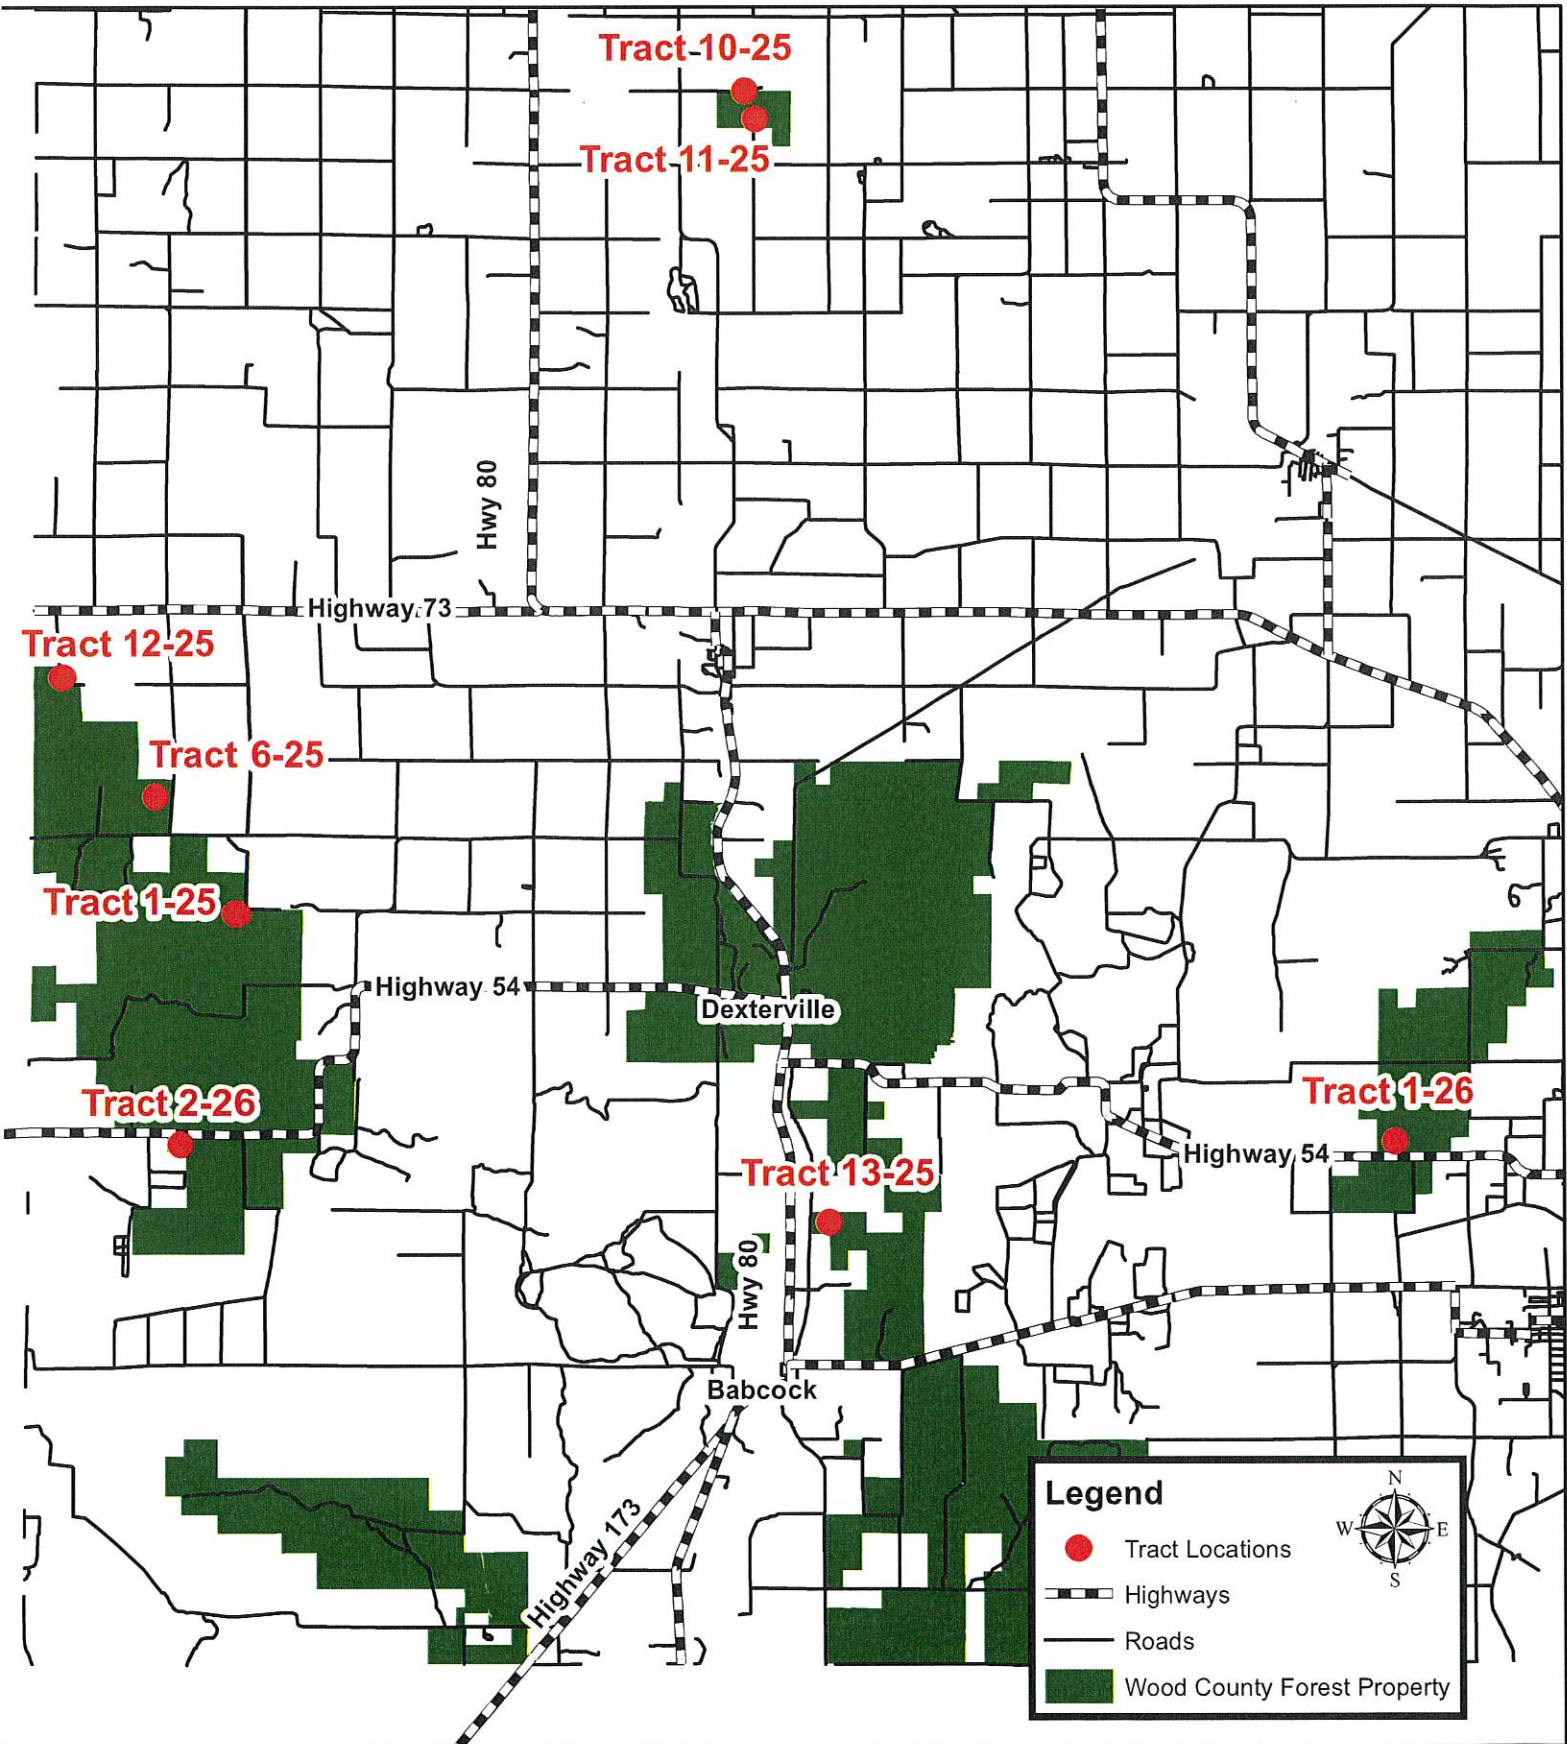 Tract 10-25
Tract 11-25
Hwy 80
Highway 73
Tract 12-25
Tract 6-25
Tract 1-25
Highway 54
Dexterville
Tract 2-26
Tract 1-26
Highway 54
Tract 13-25
Hwy 80
Babcock
Highway 173
Legend
N
W
E
S
Tract Locations
Highways
Roads
Wood County Forest Property